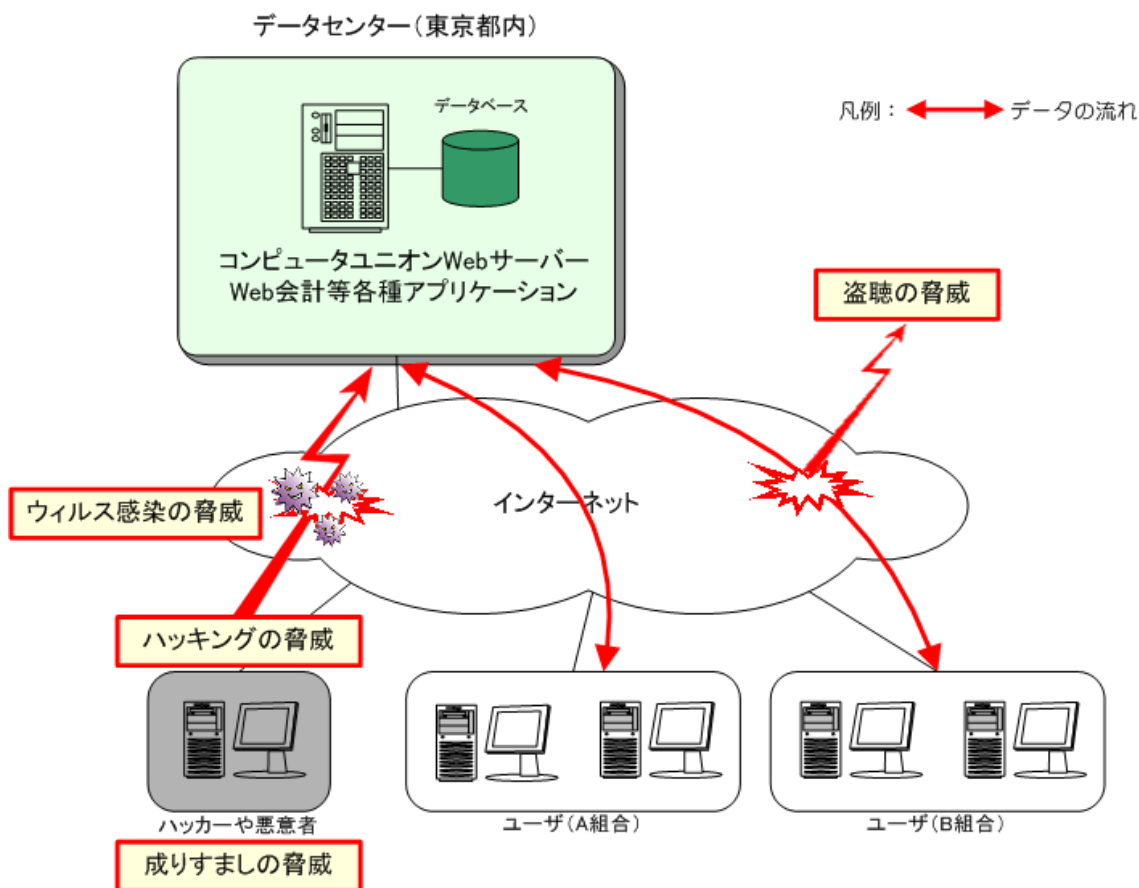 データセンター（東京都内）
データベース
凡例：
データの流れ
コンピュータユニオンWebサーバー
Web会計等各種アプリケーション
盗聴の脅威
インターネット
ウィルス感染の脅威
ハッキングの脅威
ハッカーや悪意者
ユーザ（A組合）
ユーザ（B組合）
成りすましの脅威